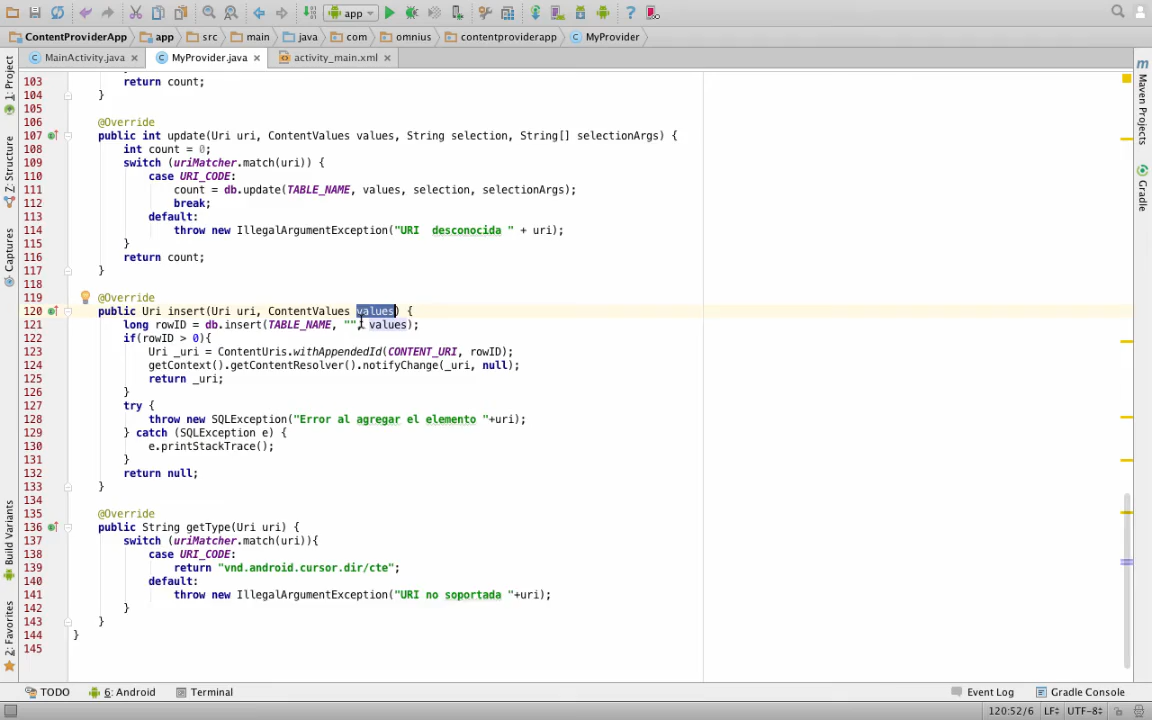 app
ContentProviderApp app src main java com omnius contentproviderapp MyProvider
MainActivity.java MyProvider.java activity_main.xml
1: Project
Z: Structure
Captures
Build Variants
2: Favorites
Maven Projects
Gradle
103 return count;
104 }
105
106 @Override
107 public int update(Uri uri, ContentValues values, String selection, String[] selectionArgs) {
108 int count = 0;
109 switch (uriMatcher.match(uri)) {
110 case URI_CODE:
111 count = db.update(TABLE_NAME, values, selection, selectionArgs);
112 break;
113 default:
114 throw new IllegalArgumentException("URI  desconocida " + uri);
115 }
116 return count;
117 }
118
119 @Override
120 public Uri insert(Uri uri, ContentValues values) {
121 long rowID = db.insert(TABLE_NAME, "", values);
122 if(rowID > 0){
123 Uri _uri = ContentUris.withAppendedId(CONTENT_URI, rowID);
124 getContext().getContentResolver().notifyChange(_uri, null);
125 return _uri;
126 }
127 try {
128 throw new SQLException("Error al agregar el elemento "+uri);
129 } catch (SQLException e) {
130 e.printStackTrace();
131 }
132 return null;
133 }
134
135 @Override
136 public String getType(Uri uri) {
137 switch (uriMatcher.match(uri)){
138 case URI_CODE:
139 return "vnd.android.cursor.dir/cte";
140 default:
141 throw new IllegalArgumentException("URI no soportada "+uri);
142 }
143 }
144 }
145
TODO 6: Android Terminal Event Log Gradle Console
120:52/6 LF UTF-8